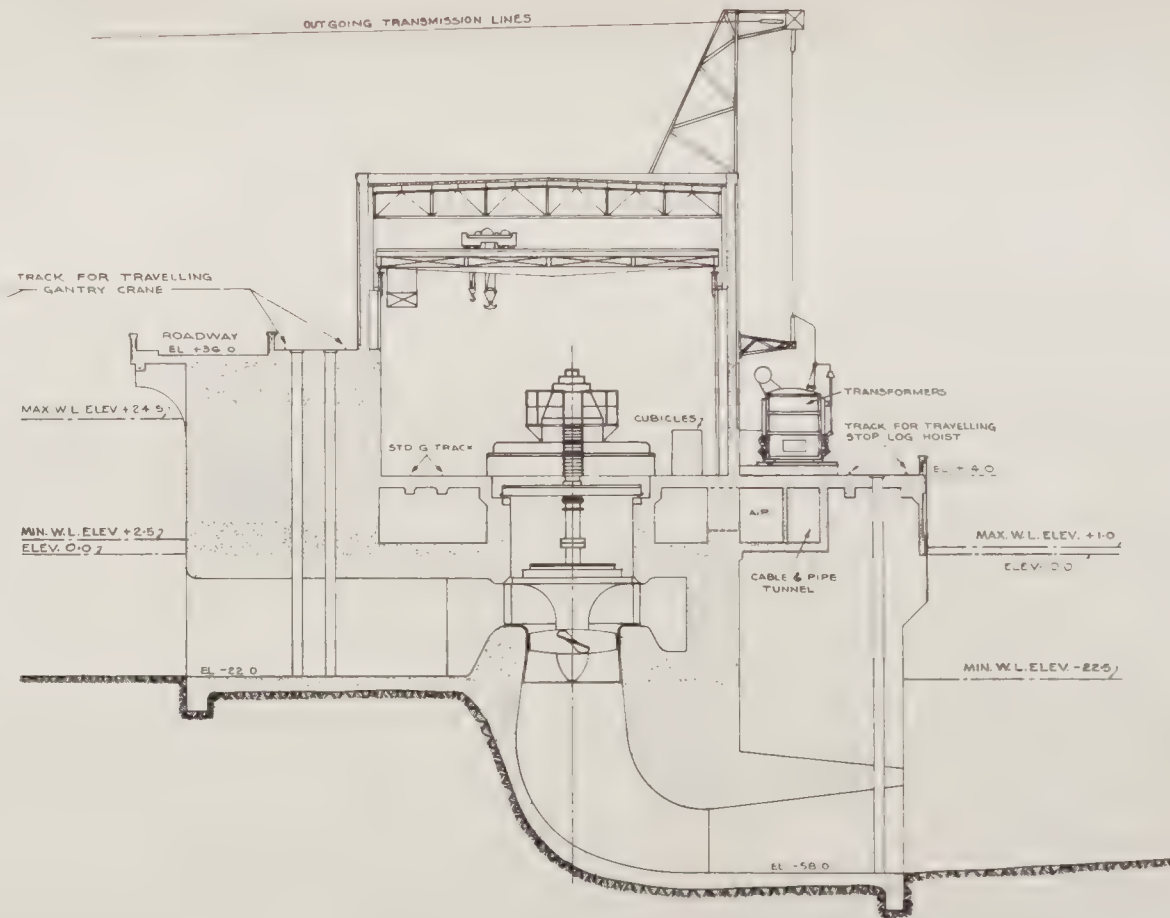 OUTGOING TRANSMISSION LINES
TRACK FOR TRAVELLING
GANTRY CRANE
ROADWAY
EL +36.0
MAX. W.L. ELEV +24.5
STD G TRACK
CUBICLES
TRANSFORMERS
TRACK FOR TRAVELLING
STOP LOG HOIST
EL + 4.0
AIR
MIN. W.L. ELEV +2.5
ELEV. 0.0
CABLE & PIPE
TUNNEL
MAX. W.L. ELEV. +1.0
ELEV. 0.0
EL -22.0
MIN. W.L. ELEV. -22.5
EL -58.0